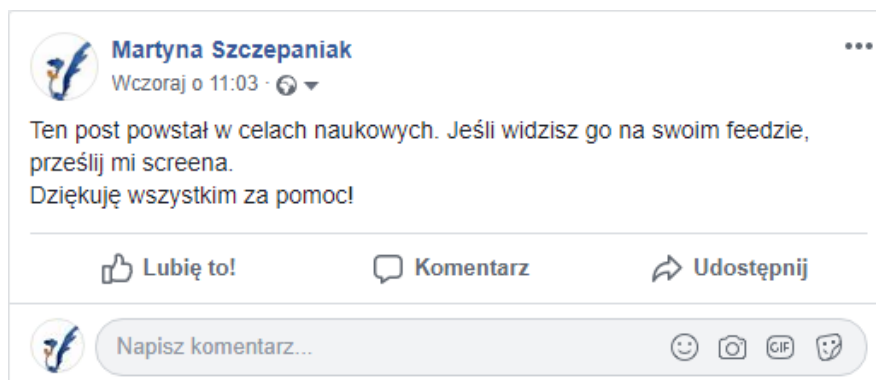 Martyna Szczepaniak
Wczoraj o 11:03 ·
Ten post powstał w celach naukowych. Jeśli widzisz go na swoim feedzie,
prześlij mi screena.
Dziękuję wszystkim za pomoc!
Lubię to! Komentarz Udostępnij
Napisz komentarz... GIF